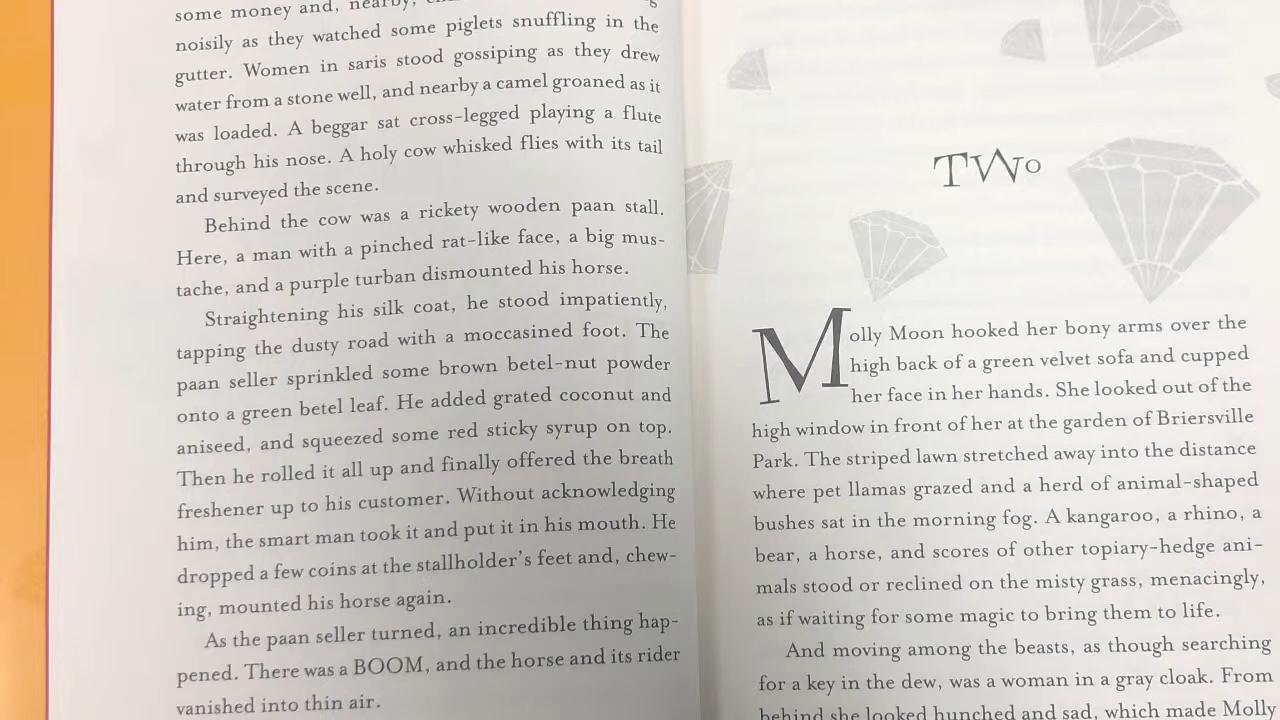 some money and, nearby,
noisily as they watched some piglets snuffling in the
gutter. Women in saris stood gossiping as they drew
water from a stone well, and nearby a camel groaned as it
was loaded. A beggar sat cross-legged playing a flute
through his nose. A holy cow whisked flies with its tail
and surveyed the scene.
Behind the cow was a rickety wooden paan stall.
Here, a man with a pinched rat-like face, a big mus-
tache, and a purple turban dismounted his horse.
Straightening his silk coat, he stood impatiently,
tapping the dusty road with a moccasined foot. The
paan seller sprinkled some brown betel-nut powder
onto a green betel leaf. He added grated coconut and
aniseed, and squeezed some red sticky syrup on top.
Then he rolled it all up and finally offered the breath
freshener up to his customer. Without acknowledging
him, the smart man took it and put it in his mouth. He
dropped a few coins at the stallholder's feet and, chew-
ing, mounted his horse again.
As the paan seller turned, an incredible thing hap-
pened. There was a BOOM, and the horse and its rider
vanished into thin air.
TWO
Molly Moon hooked her bony arms over the
high back of a green velvet sofa and cupped
her face in her hands. She looked out of the
high window in front of her at the garden of Briersville
Park. The striped lawn stretched away into the distance
where pet llamas grazed and a herd of animal-shaped
bushes sat in the morning fog. A kangaroo, a rhino, a
bear, a horse, and scores of other topiary-hedge ani-
mals stood or reclined on the misty grass, menacingly,
as if waiting for some magic to bring them to life.
And moving among the beasts, as though searching
for a key in the dew, was a woman in a gray cloak. From
behind she looked hunched and sad, which made Molly